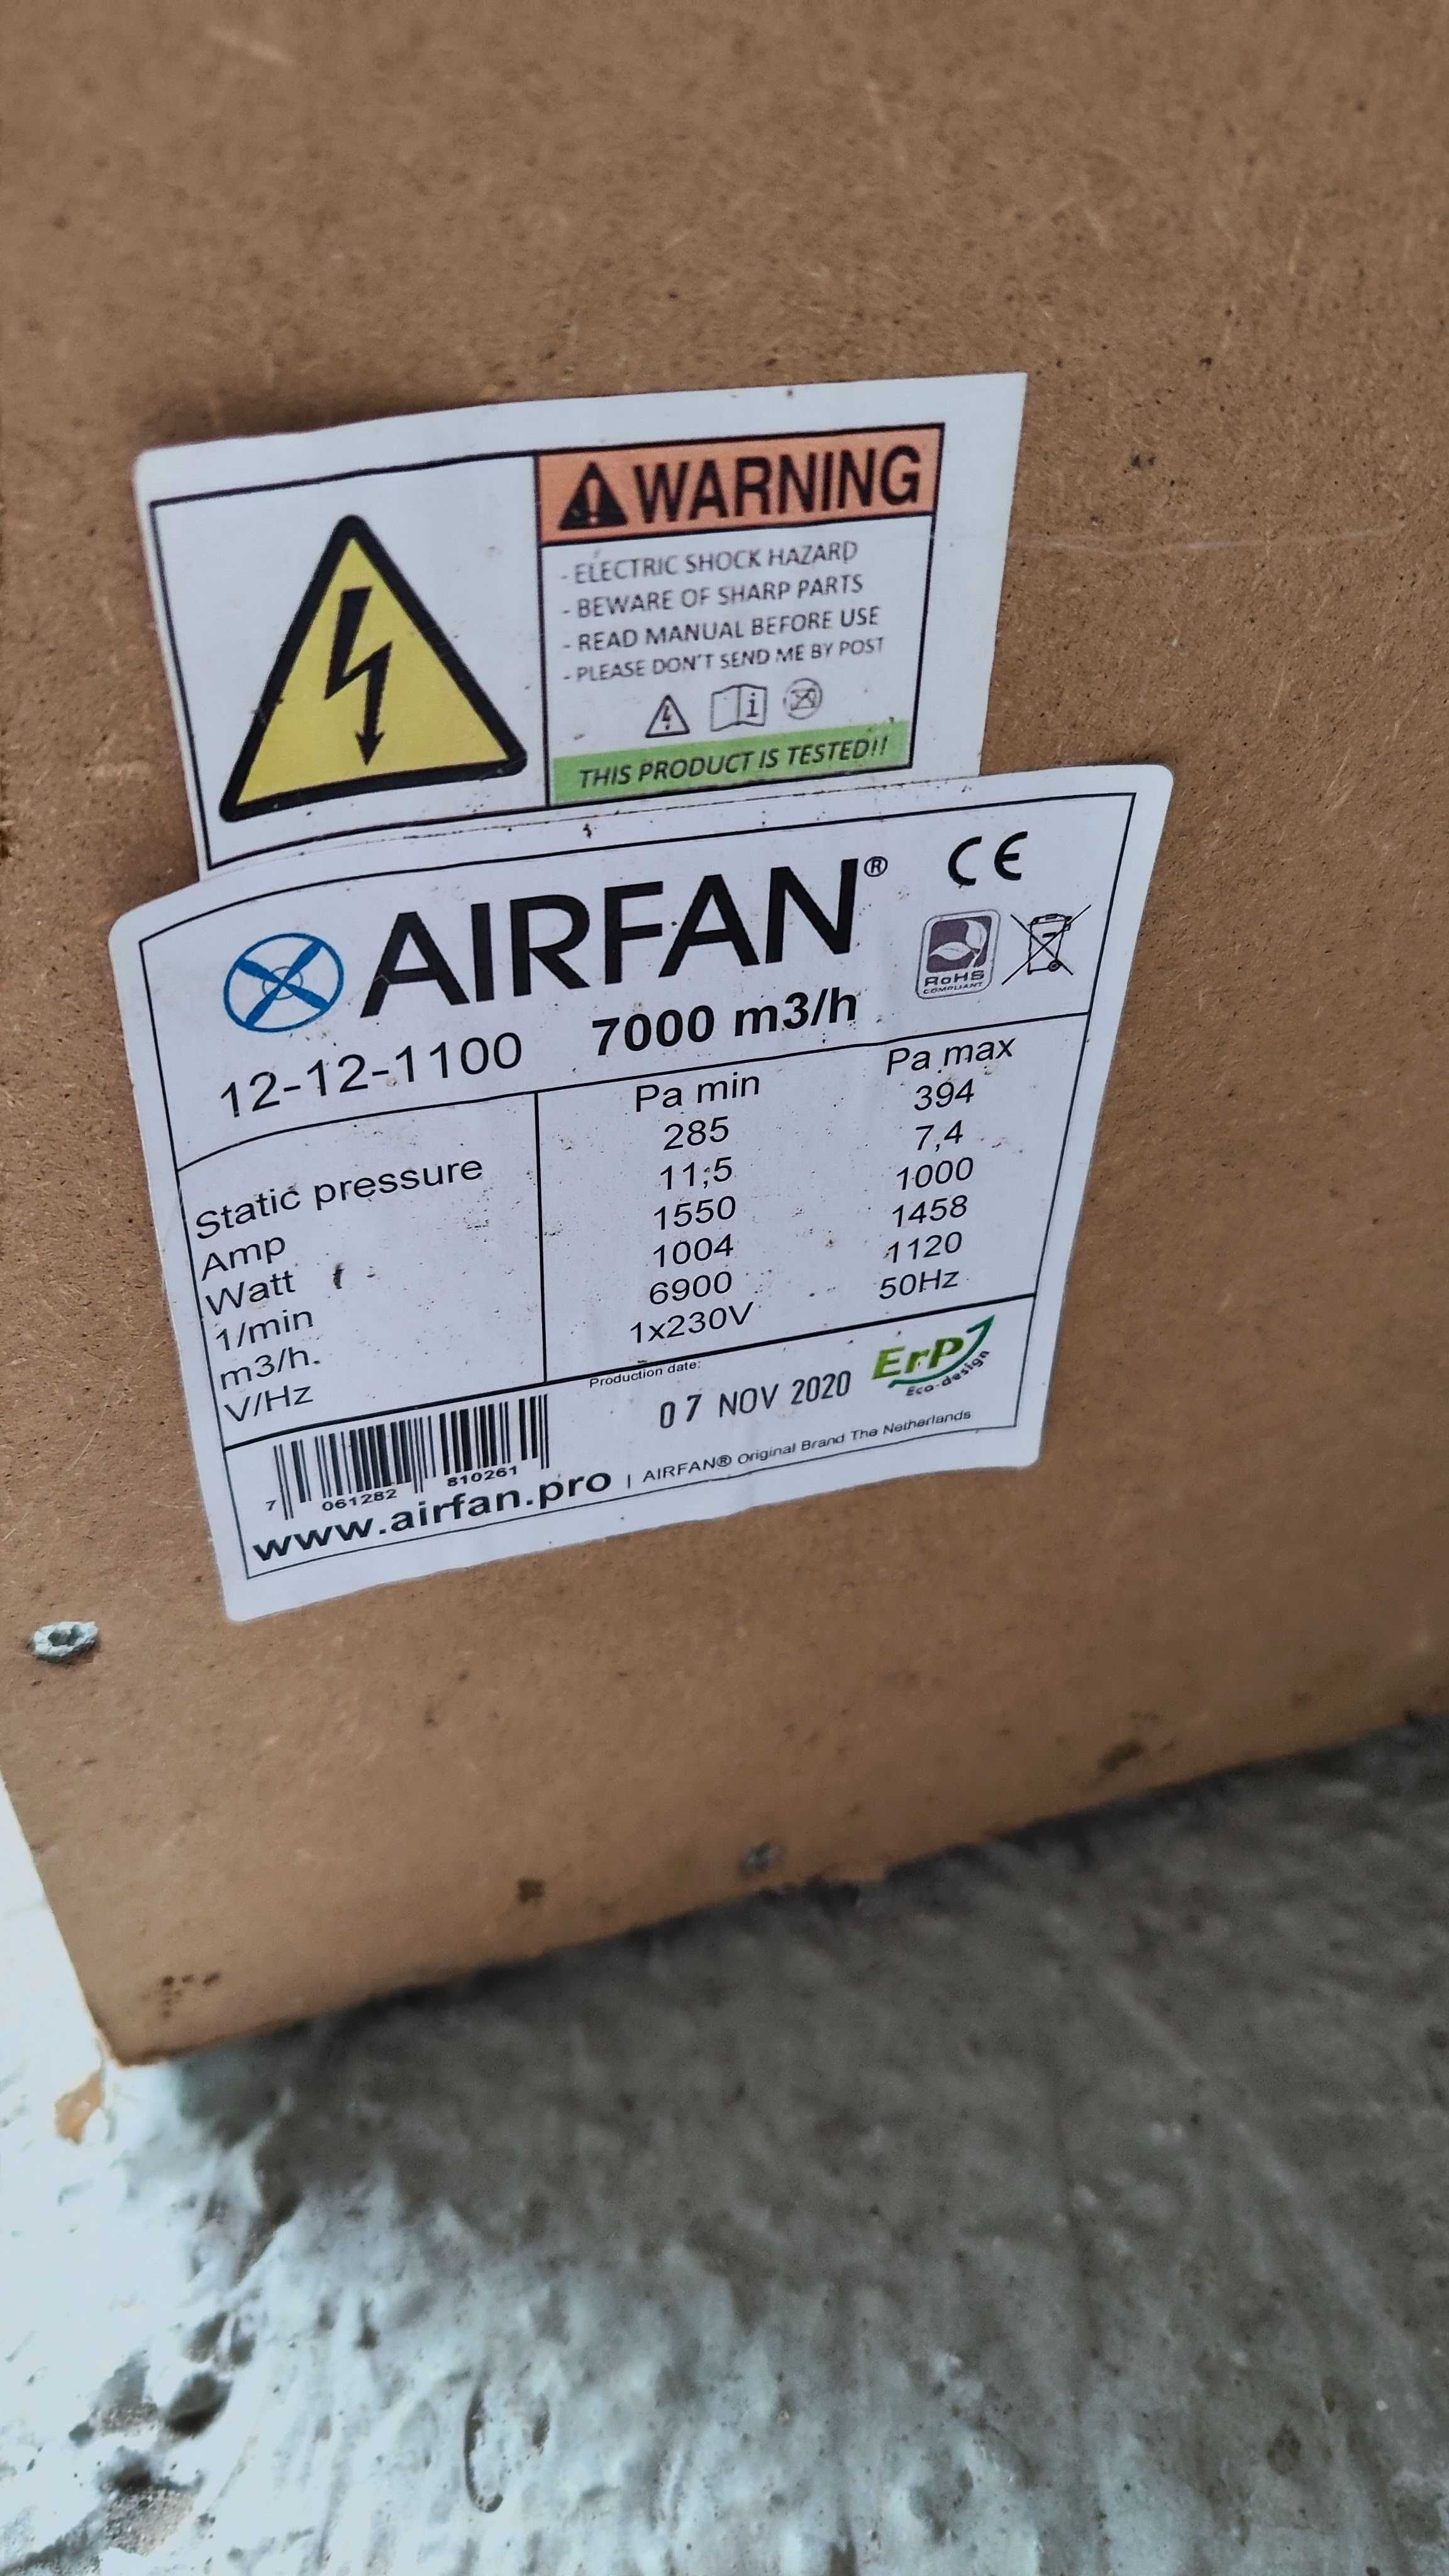 WARNING
- ELECTRIC SHOCK HAZARD
- BEWARE OF SHARP PARTS
- READ MANUAL BEFORE USE
- PLEASE DON'T SEND ME BY POST
i
THIS PRODUCT IS TESTED!!
AIRFAN® CE
RoHS
COMPLIANT
12-12-1100 7000 m3/h
Pa min Pa max
Static pressure 285 394
Amp 11;5 7,4
Watt 1550 1000
1/min 1004 1458
m3/h. 6900 1120
V/Hz 1x230V 50Hz
Production date:
07 NOV 2020
ErP
Eco-design
7 061282 810261
www.airfan.pro | AIRFAN® Original Brand The Netherlands